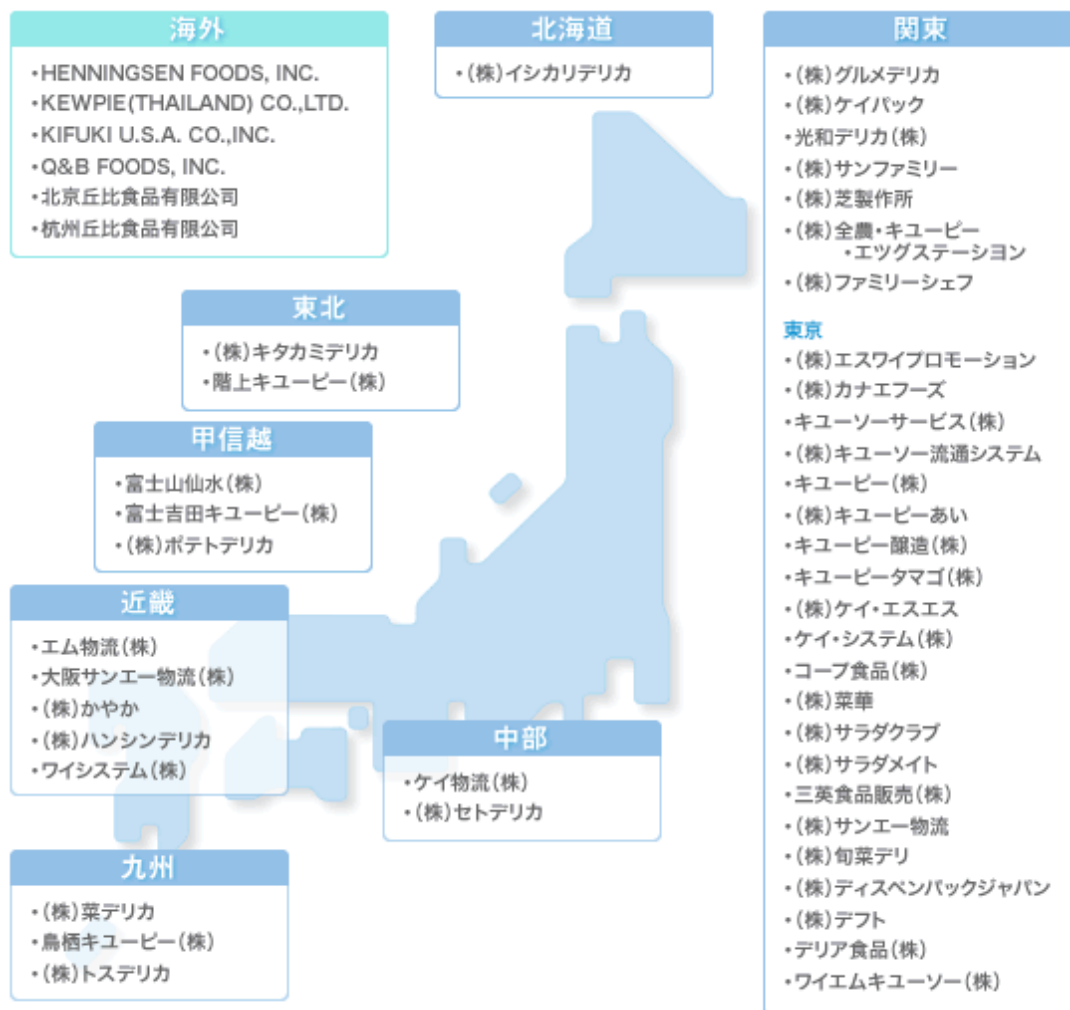 海外
・HENNINGSEN FOODS, INC.
・KEWPIE(THAILAND) CO.,LTD.
・KIFUKI U.S.A. CO.,INC.
・Q&B FOODS, INC.
・北京丘比食品有限公司
・杭州丘比食品有限公司
北海道
・(株)イシカリデリカ
東北
・(株)キタカミデリカ
・階上キユーピー(株)
甲信越
・富士山仙水(株)
・富士吉田キユーピー(株)
・(株)ポテトデリカ
近畿
・エム物流(株)
・大阪サンエー物流(株)
・(株)かやか
・(株)ハンシンデリカ
・ワイシステム(株)
中部
・ケイ物流(株)
・(株)セトデリカ
九州
・(株)菜デリカ
・鳥栖キユーピー(株)
・(株)トスデリカ
関東
・(株)グルメデリカ
・(株)ケイパック
・光和デリカ(株)
・(株)サンファミリー
・(株)芝製作所
・(株)全農・キユーピー
・エツグステーシヨン
・(株)ファミリーシェフ
東京
・(株)エスワイプロモーション
・(株)カナエフーズ
・キユーソーサービス(株)
・(株)キユーソー流通システム
・キユーピー(株)
・(株)キユーピーあい
・キユーピー醸造(株)
・キユーピータマゴ(株)
・(株)ケイ・エスエス
・ケイ・システム(株)
・コープ食品(株)
・(株)菜華
・(株)サラダクラブ
・(株)サラダメイト
・三英食品販売(株)
・(株)サンエー物流
・(株)旬菜デリ
・(株)ディスペンパックジャパン
・(株)デフト
・デリア食品(株)
・ワイエムキユーソー(株)